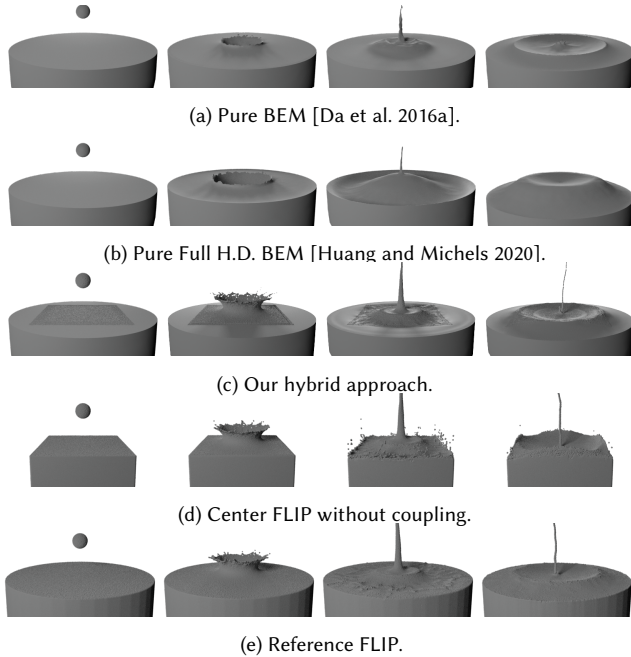 (a) Pure BEM [Da et al. 2016a].
(b) Pure Full H.D. BEM [Huang and Michels 2020].
(c) Our hybrid approach.
(d) Center FLIP without coupling.
(e) Reference FLIP.